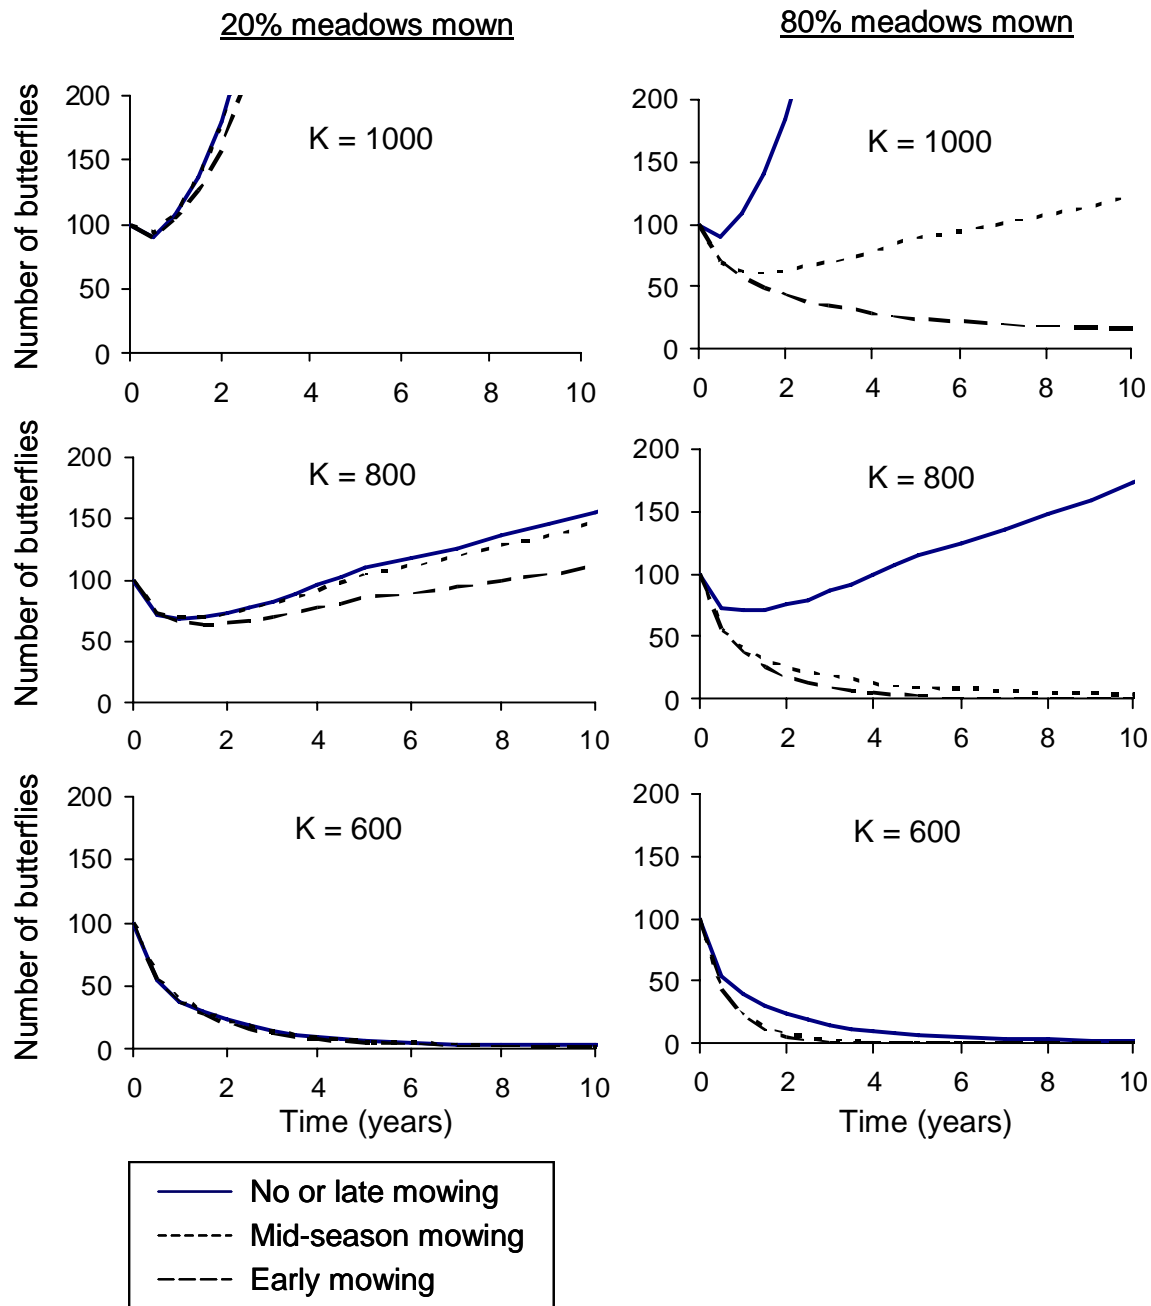 20% meadows mown
80% meadows mown
Number of butterflies
200
150
100
50
0
K = 1000
0 2 4 6 8 10
200
150
100
50
0
K = 1000
0 2 4 6 8 10
Number of butterflies
200
150
100
50
0
K = 800
0 2 4 6 8 10
200
150
100
50
0
K = 800
0 2 4 6 8 10
Number of butterflies
200
150
100
50
0
K = 600
0 2 4 6 8 10
Time (years)
200
150
100
50
0
K = 600
0 2 4 6 8 10
Time (years)
No or late mowing
Mid-season mowing
Early mowing